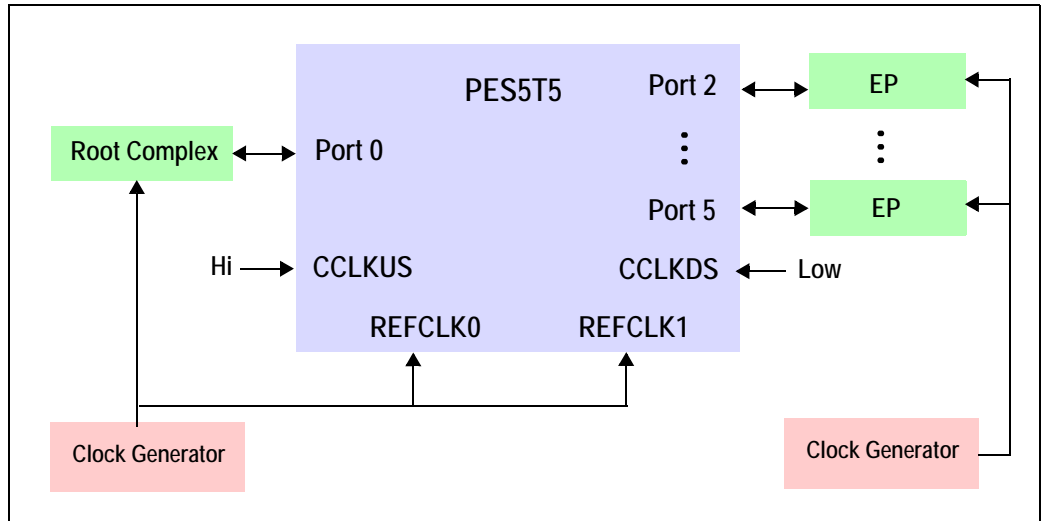 PES5T5
Port 2
EP
Root Complex
Port 0
Port 5
EP
Hi
CCLKUS
CCLKDS
Low
REFCLK0
REFCLK1
Clock Generator
Clock Generator